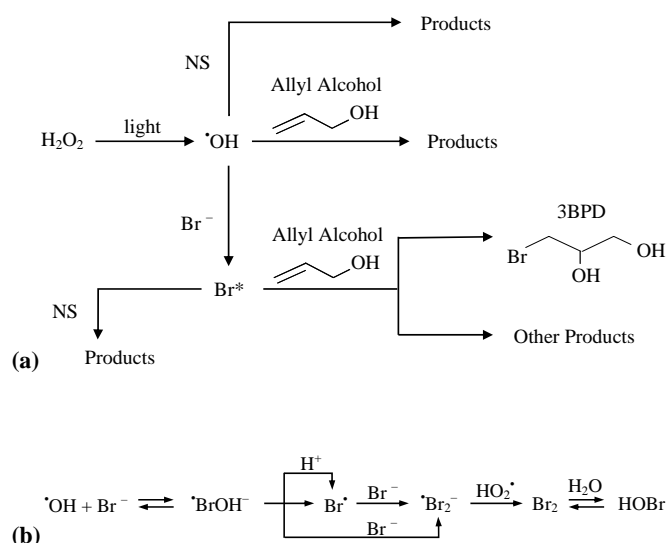 Products
NS
Allyl Alcohol
OH
light
H₂O₂
•OH
Products
Br⁻
3BPD
Allyl Alcohol
OH
Br
OH
OH
NS
Br*
Other Products
Products
(a)
H⁺
•OH + Br⁻ •BrOH⁻ Br• Br⁻ •Br₂⁻ HO₂• Br₂ H₂O HOBr
Br⁻
(b)